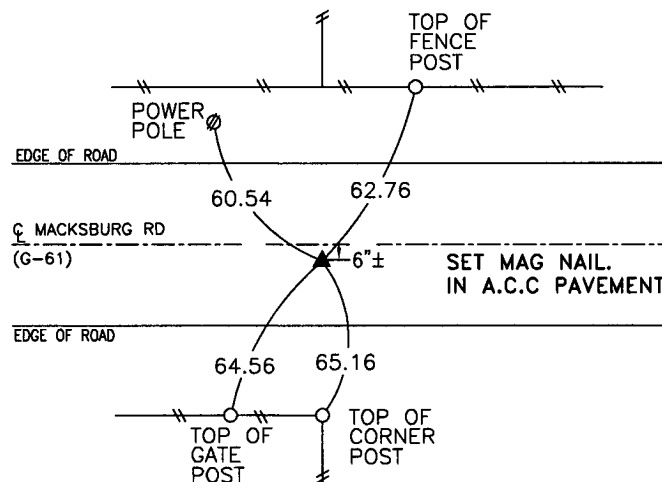 TOP OF
FENCE
POST
POWER
POLE
EDGE OF ROAD
60.54
62.76
℄ MACKSBURG RD
(G-61)
6"±
SET MAG NAIL.
IN A.C.C PAVEMENT
EDGE OF ROAD
64.56
65.16
TOP OF
GATE
POST
TOP OF
CORNER
POST